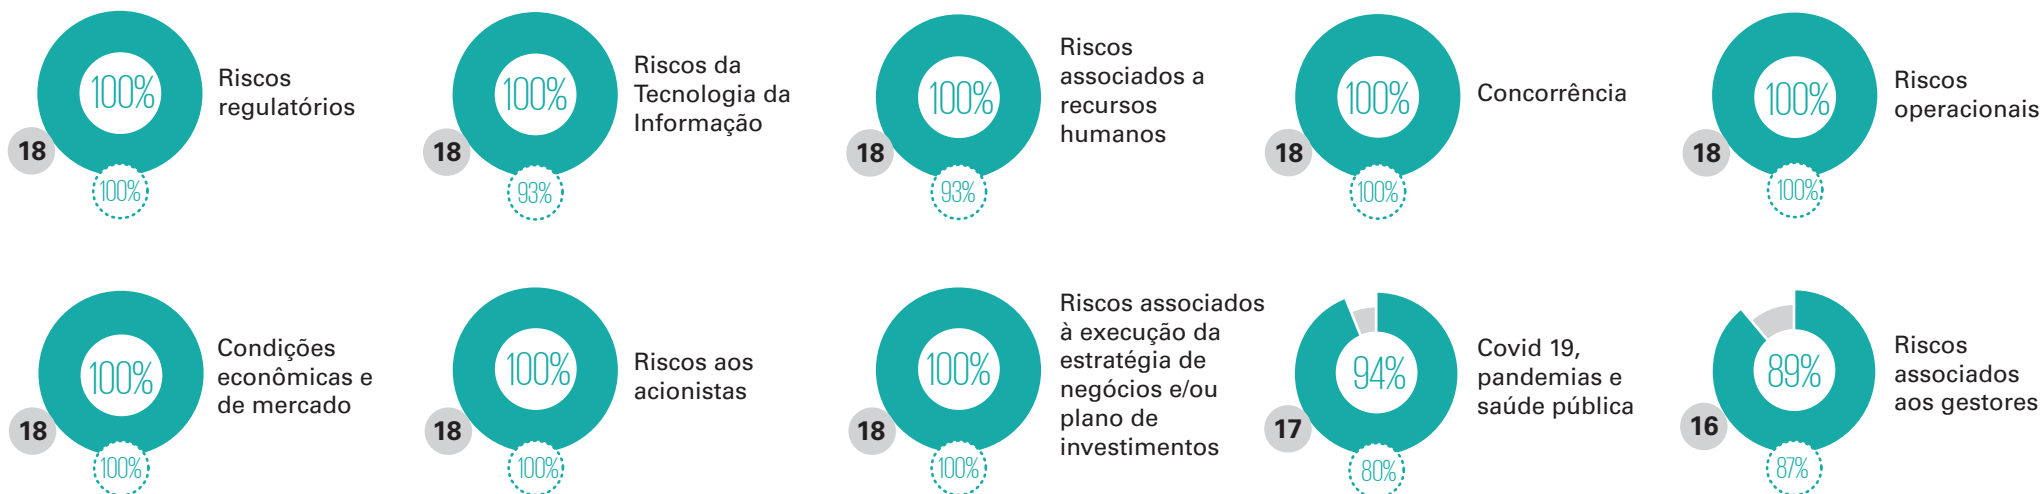 100%
Riscos
regulatórios
18
100%
100%
Riscos da
Tecnologia da
Informação
18
93%
100%
Riscos
associados a
recursos
humanos
18
93%
100%
Concorrência
18
100%
100%
Riscos
operacionais
18
100%
100%
Condições
econômicas e
de mercado
18
100%
100%
Riscos aos
acionistas
18
100%
100%
Riscos associados
à execução da
estratégia de
negócios e/ou
plano de
investimentos
18
100%
94%
Covid 19,
pandemias e
saúde pública
17
80%
89%
Riscos
associados
aos gestores
16
87%